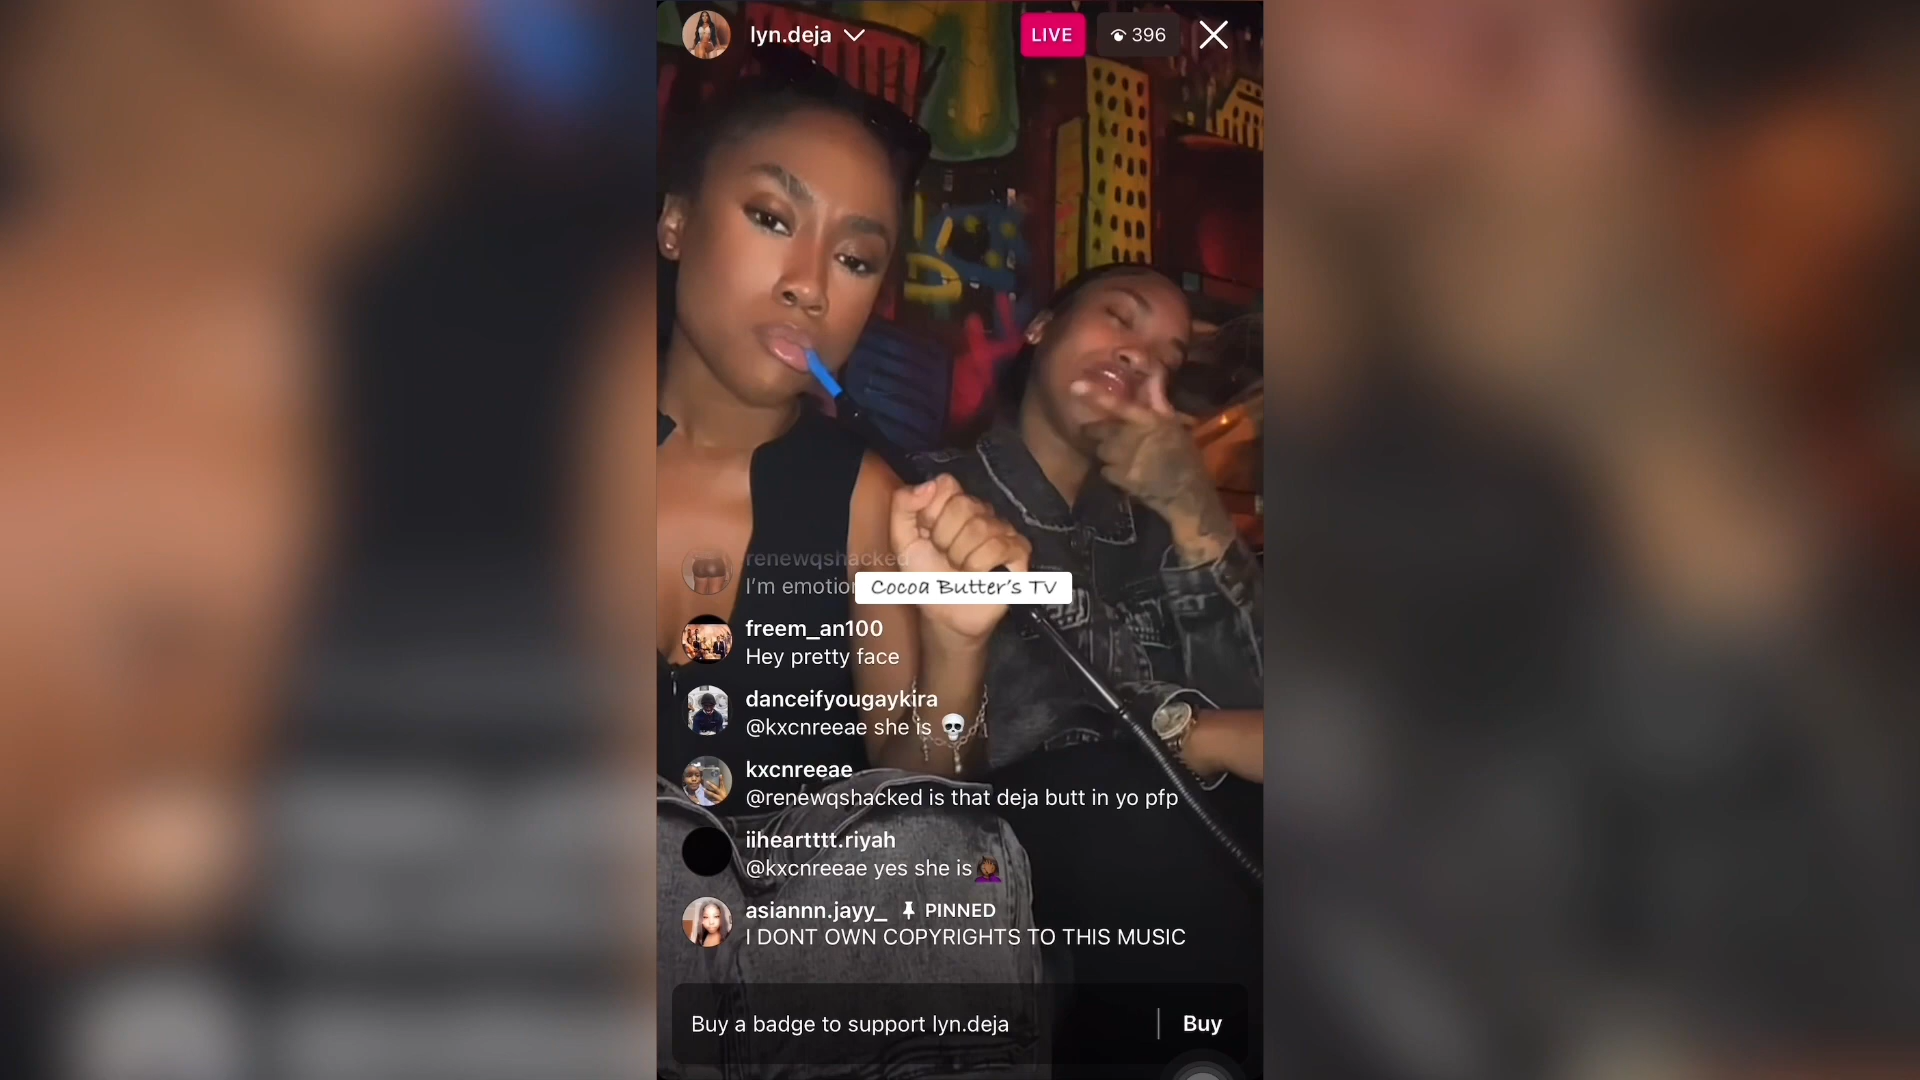 lyn.deja
LIVE
396
renewqshacked
I'm emotion
Cocoa Butter's TV
freem_an100
Hey pretty face
danceifyougaykira
@kxcnreeae she is 💀
kxcnreeae
@renewqshacked is that deja butt in yo pfp
iiheartttt.riyah
@kxcnreeae yes she is🤦🏾‍♀️
asiannn.jayy_ PINNED
I DONT OWN COPYRIGHTS TO THIS MUSIC
Buy a badge to support lyn.deja
Buy